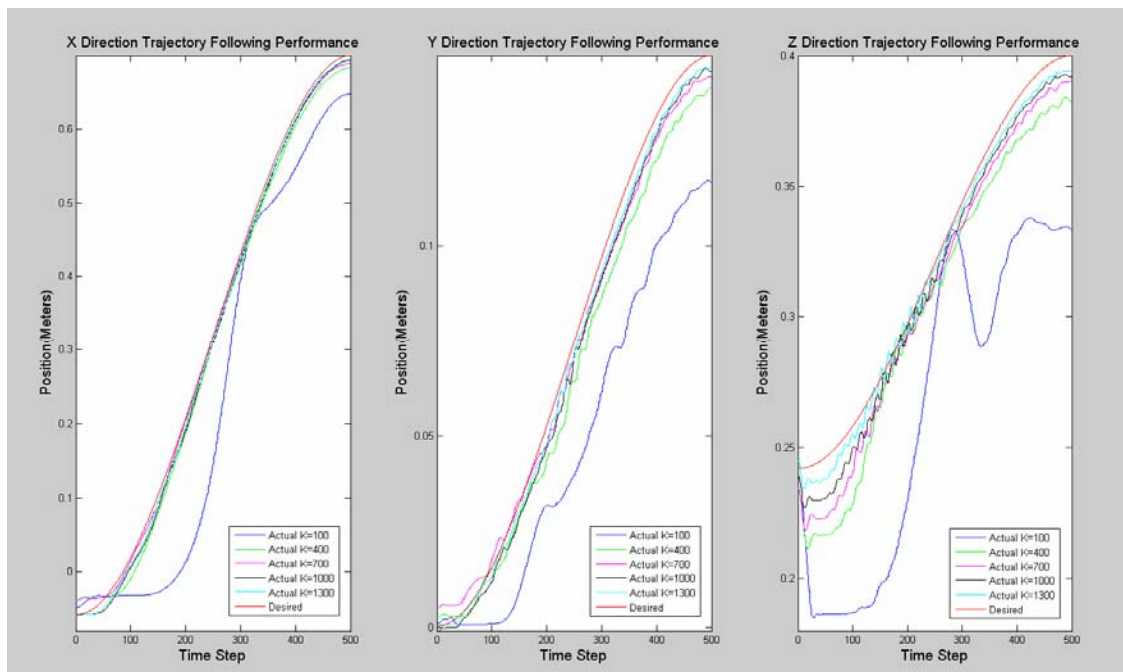 X Direction Trajectory Following Performance
0.6
0.5
0.4
0.3
0.2
0.1
0
0
100
200
300
400
500
Position(Meters)
Time Step
Actual K=100
Actual K=400
Actual K=700
Actual K=1000
Actual K=1300
Desired
Y Direction Trajectory Following Performance
0.1
0.05
0
0
100
200
300
400
500
Position(Meters)
Time Step
Actual K=100
Actual K=400
Actual K=700
Actual K=1000
Actual K=1300
Desired
Z Direction Trajectory Following Performance
0.4
0.35
0.3
0.25
0.2
0
100
200
300
400
500
Position(Meters)
Time Step
Actual K=100
Actual K=400
Actual K=700
Actual K=1000
Actual K=1300
Desired